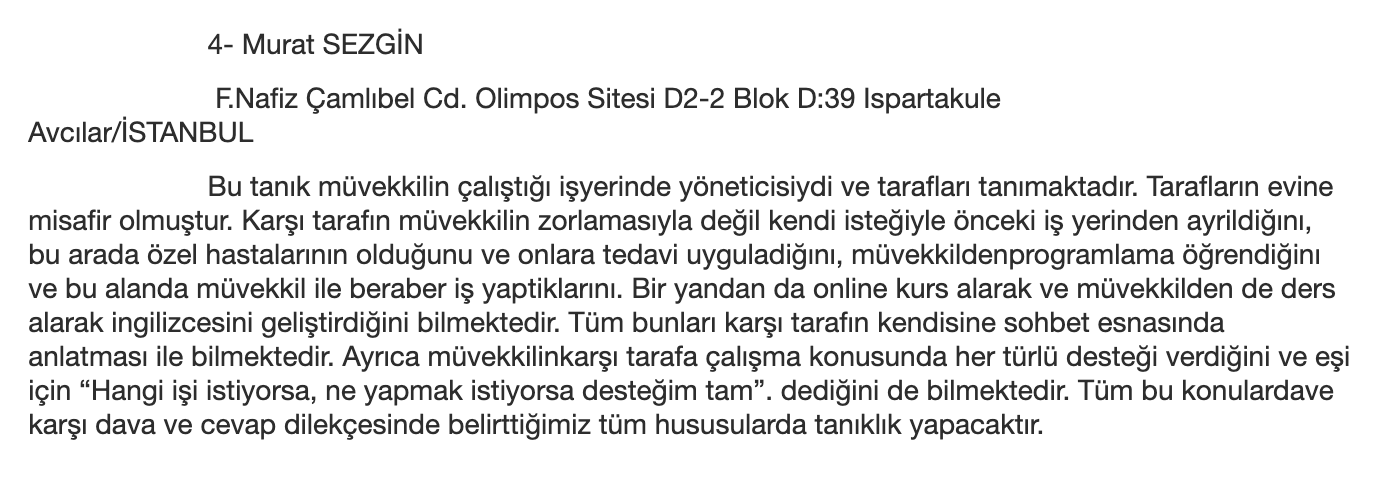 4- Murat SEZGİN
F.Nafiz Çamlıbel Cd. Olimpos Sitesi D2-2 Blok D:39 Ispartakule
Avcılar/İSTANBUL
Bu tanık müvekkilin çalıştığı işyerinde yöneticisiydi ve tarafları tanımaktadır. Tarafların evine
misafir olmuştur. Karşı tarafın müvekkilin zorlamasıyla değil kendi isteğiyle önceki iş yerinden ayrildiğını,
bu arada özel hastalarının olduğunu ve onlara tedavi uyguladiğını, müvekkildenprogramlama öğrendiğinı
ve bu alanda müvekkil ile beraber iş yaptiklarını. Bir yandan da online kurs alarak ve müvekkilden de ders
alarak ingilizcesini geliştirdiğini bilmektedir. Tüm bunları karşı tarafın kendisine sohbet esnasında
anlatması ile bilmektedir. Ayrıca müvekkilinkarşı tarafa çalışma konusunda her türlü desteği verdiğini ve eşi
için “Hangi işi istiyorsa, ne yapmak istiyorsa desteğim tam”. dediğini de bilmektedir. Tüm bu konulardave
karşı dava ve cevap dilekçesinde belirttiğimiz tüm hususularda tanıklık yapacaktır.